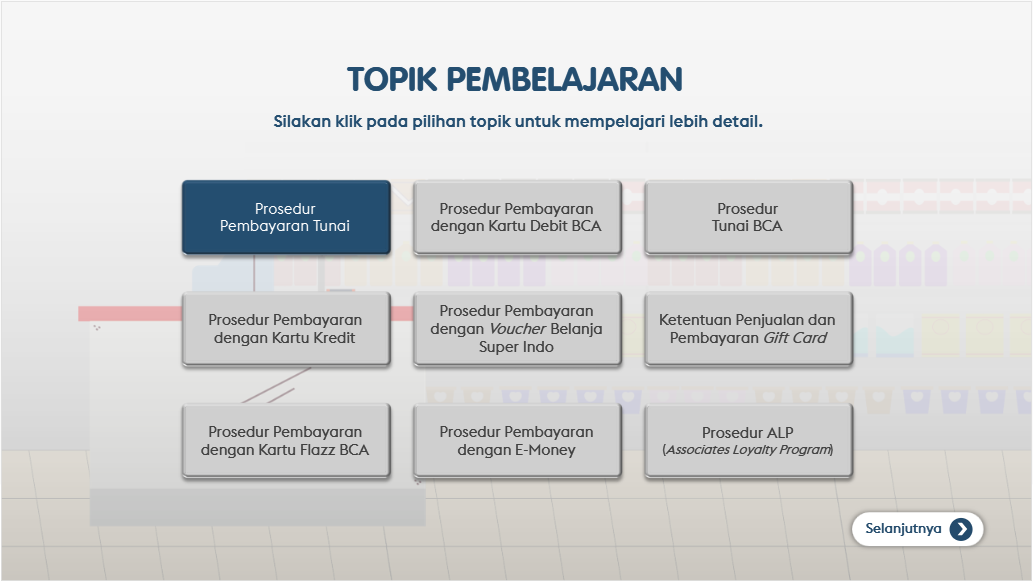 TOPIK PEMBELAJARAN
Silakan klik pada pilihan topik untuk mempelajari lebih detail.
Prosedur
Pembayaran Tunai
Prosedur Pembayaran
dengan Kartu Debit BCA
Prosedur
Tunai BCA
Prosedur Pembayaran
dengan Kartu Kredit
Prosedur Pembayaran
dengan Voucher Belanja
Super Indo
Ketentuan Penjualan dan
Pembayaran Gift Card
Prosedur Pembayaran
dengan Kartu Flazz BCA
Prosedur Pembayaran
dengan E-Money
Prosedur ALP
(Associates Loyalty Program)
Selanjutnya